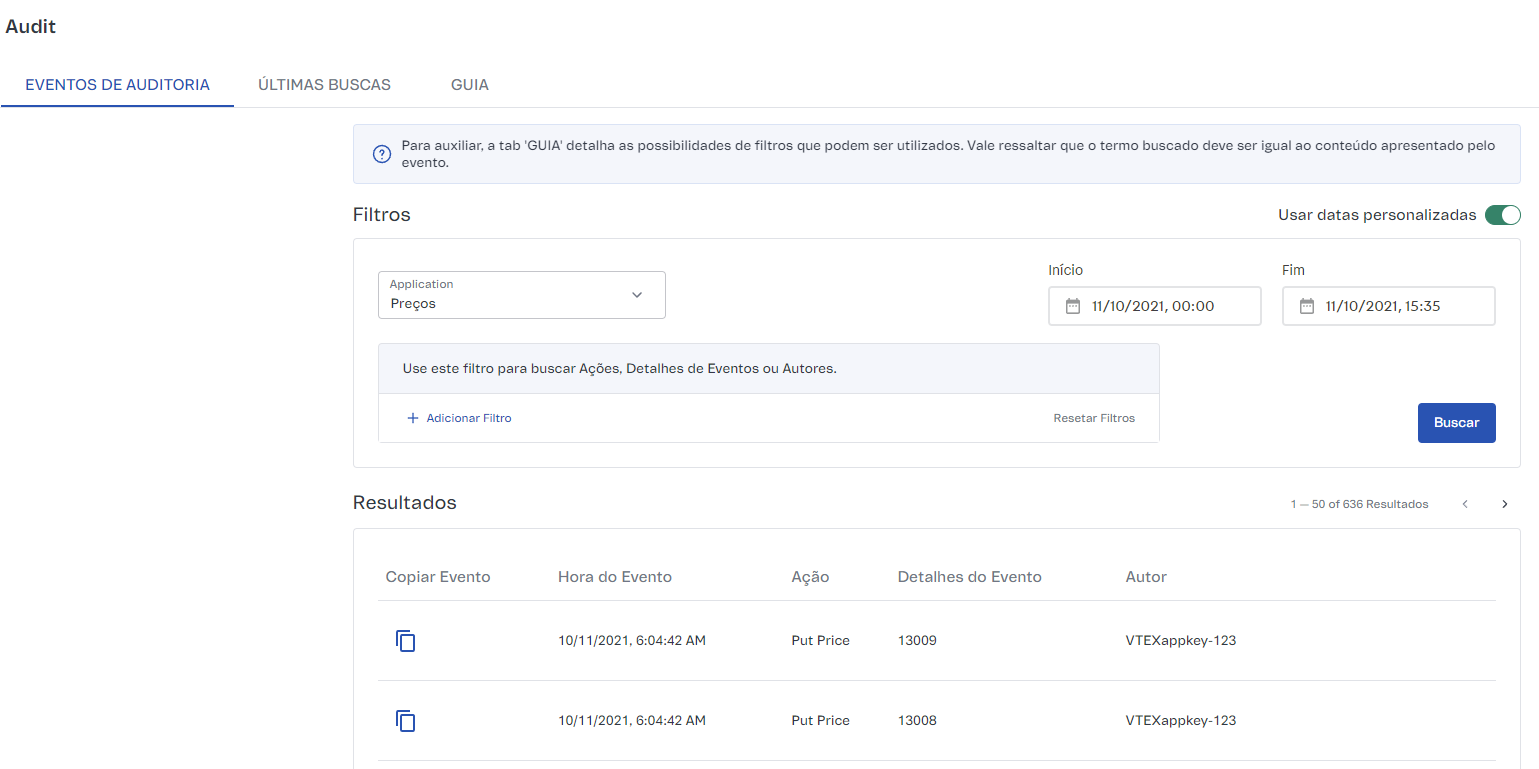 Audit
EVENTOS DE AUDITORIA ÚLTIMAS BUSCAS GUIA
Para auxiliar, a tab 'GUIA' detalha as possibilidades de filtros que podem ser utilizados. Vale ressaltar que o termo buscado deve ser igual ao conteúdo apresentado pelo
evento.
Filtros
Usar datas personalizadas
Application
Preços
Início
11/10/2021, 00:00
Fim
11/10/2021, 15:35
Use este filtro para buscar Ações, Detalhes de Eventos ou Autores.
+ Adicionar Filtro
Resetar Filtros
Buscar
Resultados
1 — 50 of 636 Resultados
Copiar Evento Hora do Evento Ação Detalhes do Evento Autor
10/11/2021, 6:04:42 AM Put Price 13009 VTEXappkey-123
10/11/2021, 6:04:42 AM Put Price 13008 VTEXappkey-123